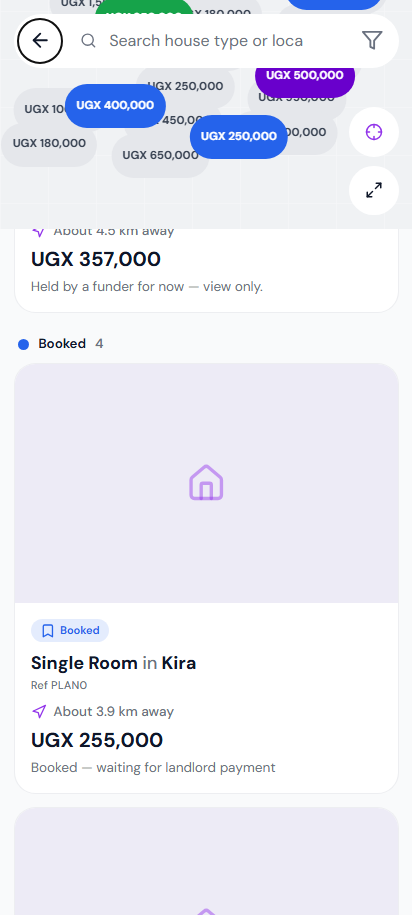 UGX 180,000
Search house type or loca
UGX 500,000
UGX 250,000
UGX 400,000
UGX 250,000
UGX 180,000
UGX 650,000
About 4.5 km away
UGX 357,000
Held by a funder for now — view only.
Booked 4
Booked
Single Room in Kira
Ref PLANO
About 3.9 km away
UGX 255,000
Booked — waiting for landlord payment